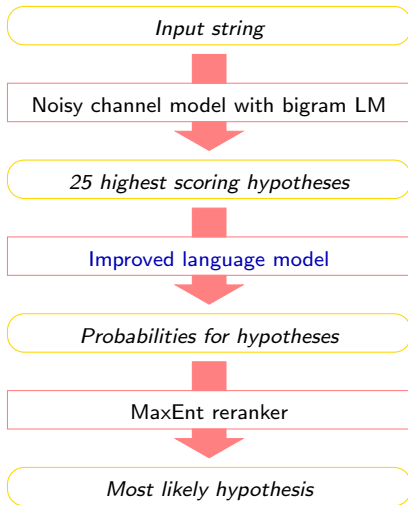 Input string
Noisy channel model with bigram LM
25 highest scoring hypotheses
Improved language model
Probabilities for hypotheses
MaxEnt reranker
Most likely hypothesis